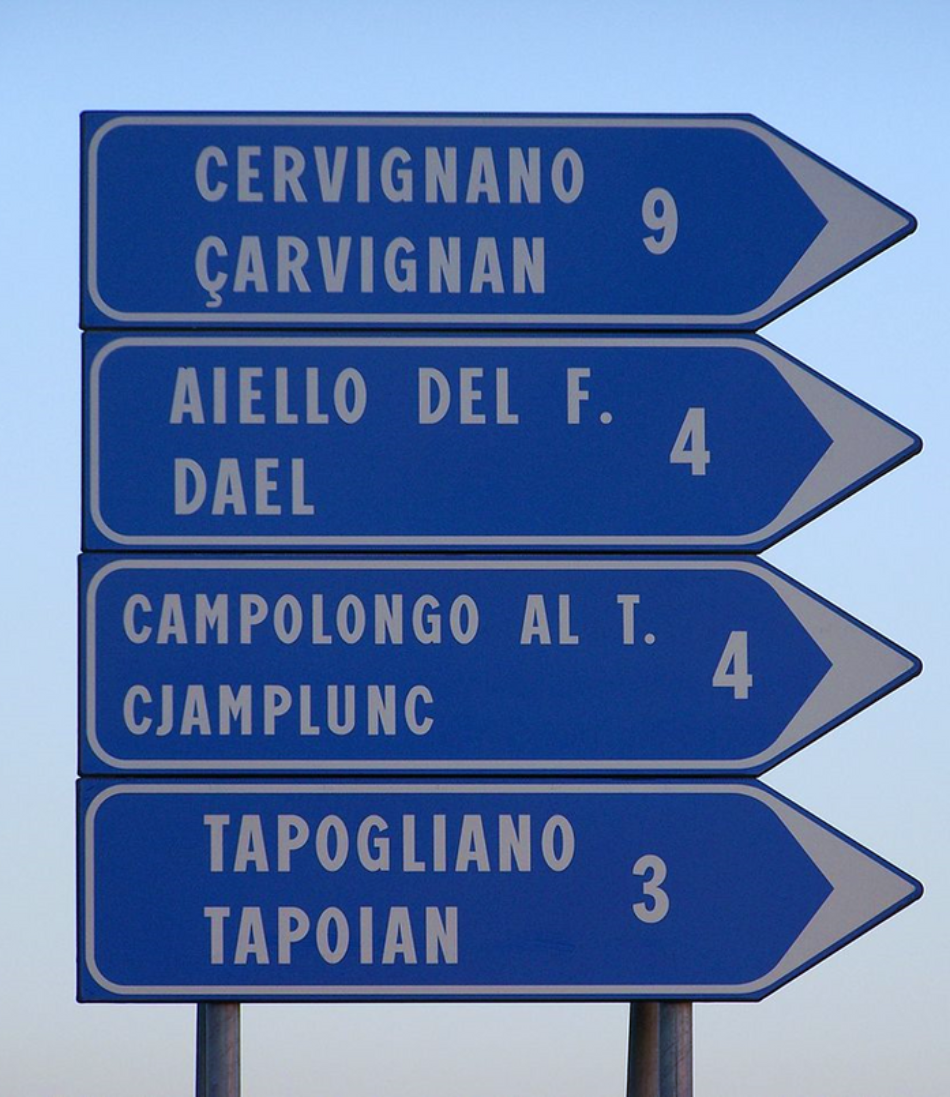 CERVIGNANO 9
ÇARVIGNAN
AIELLO DEL F. 4
DAEL
CAMPOLONGO AL T. 4
CJAMPLUNC
TAPOGLIANO 3
TAPOIAN